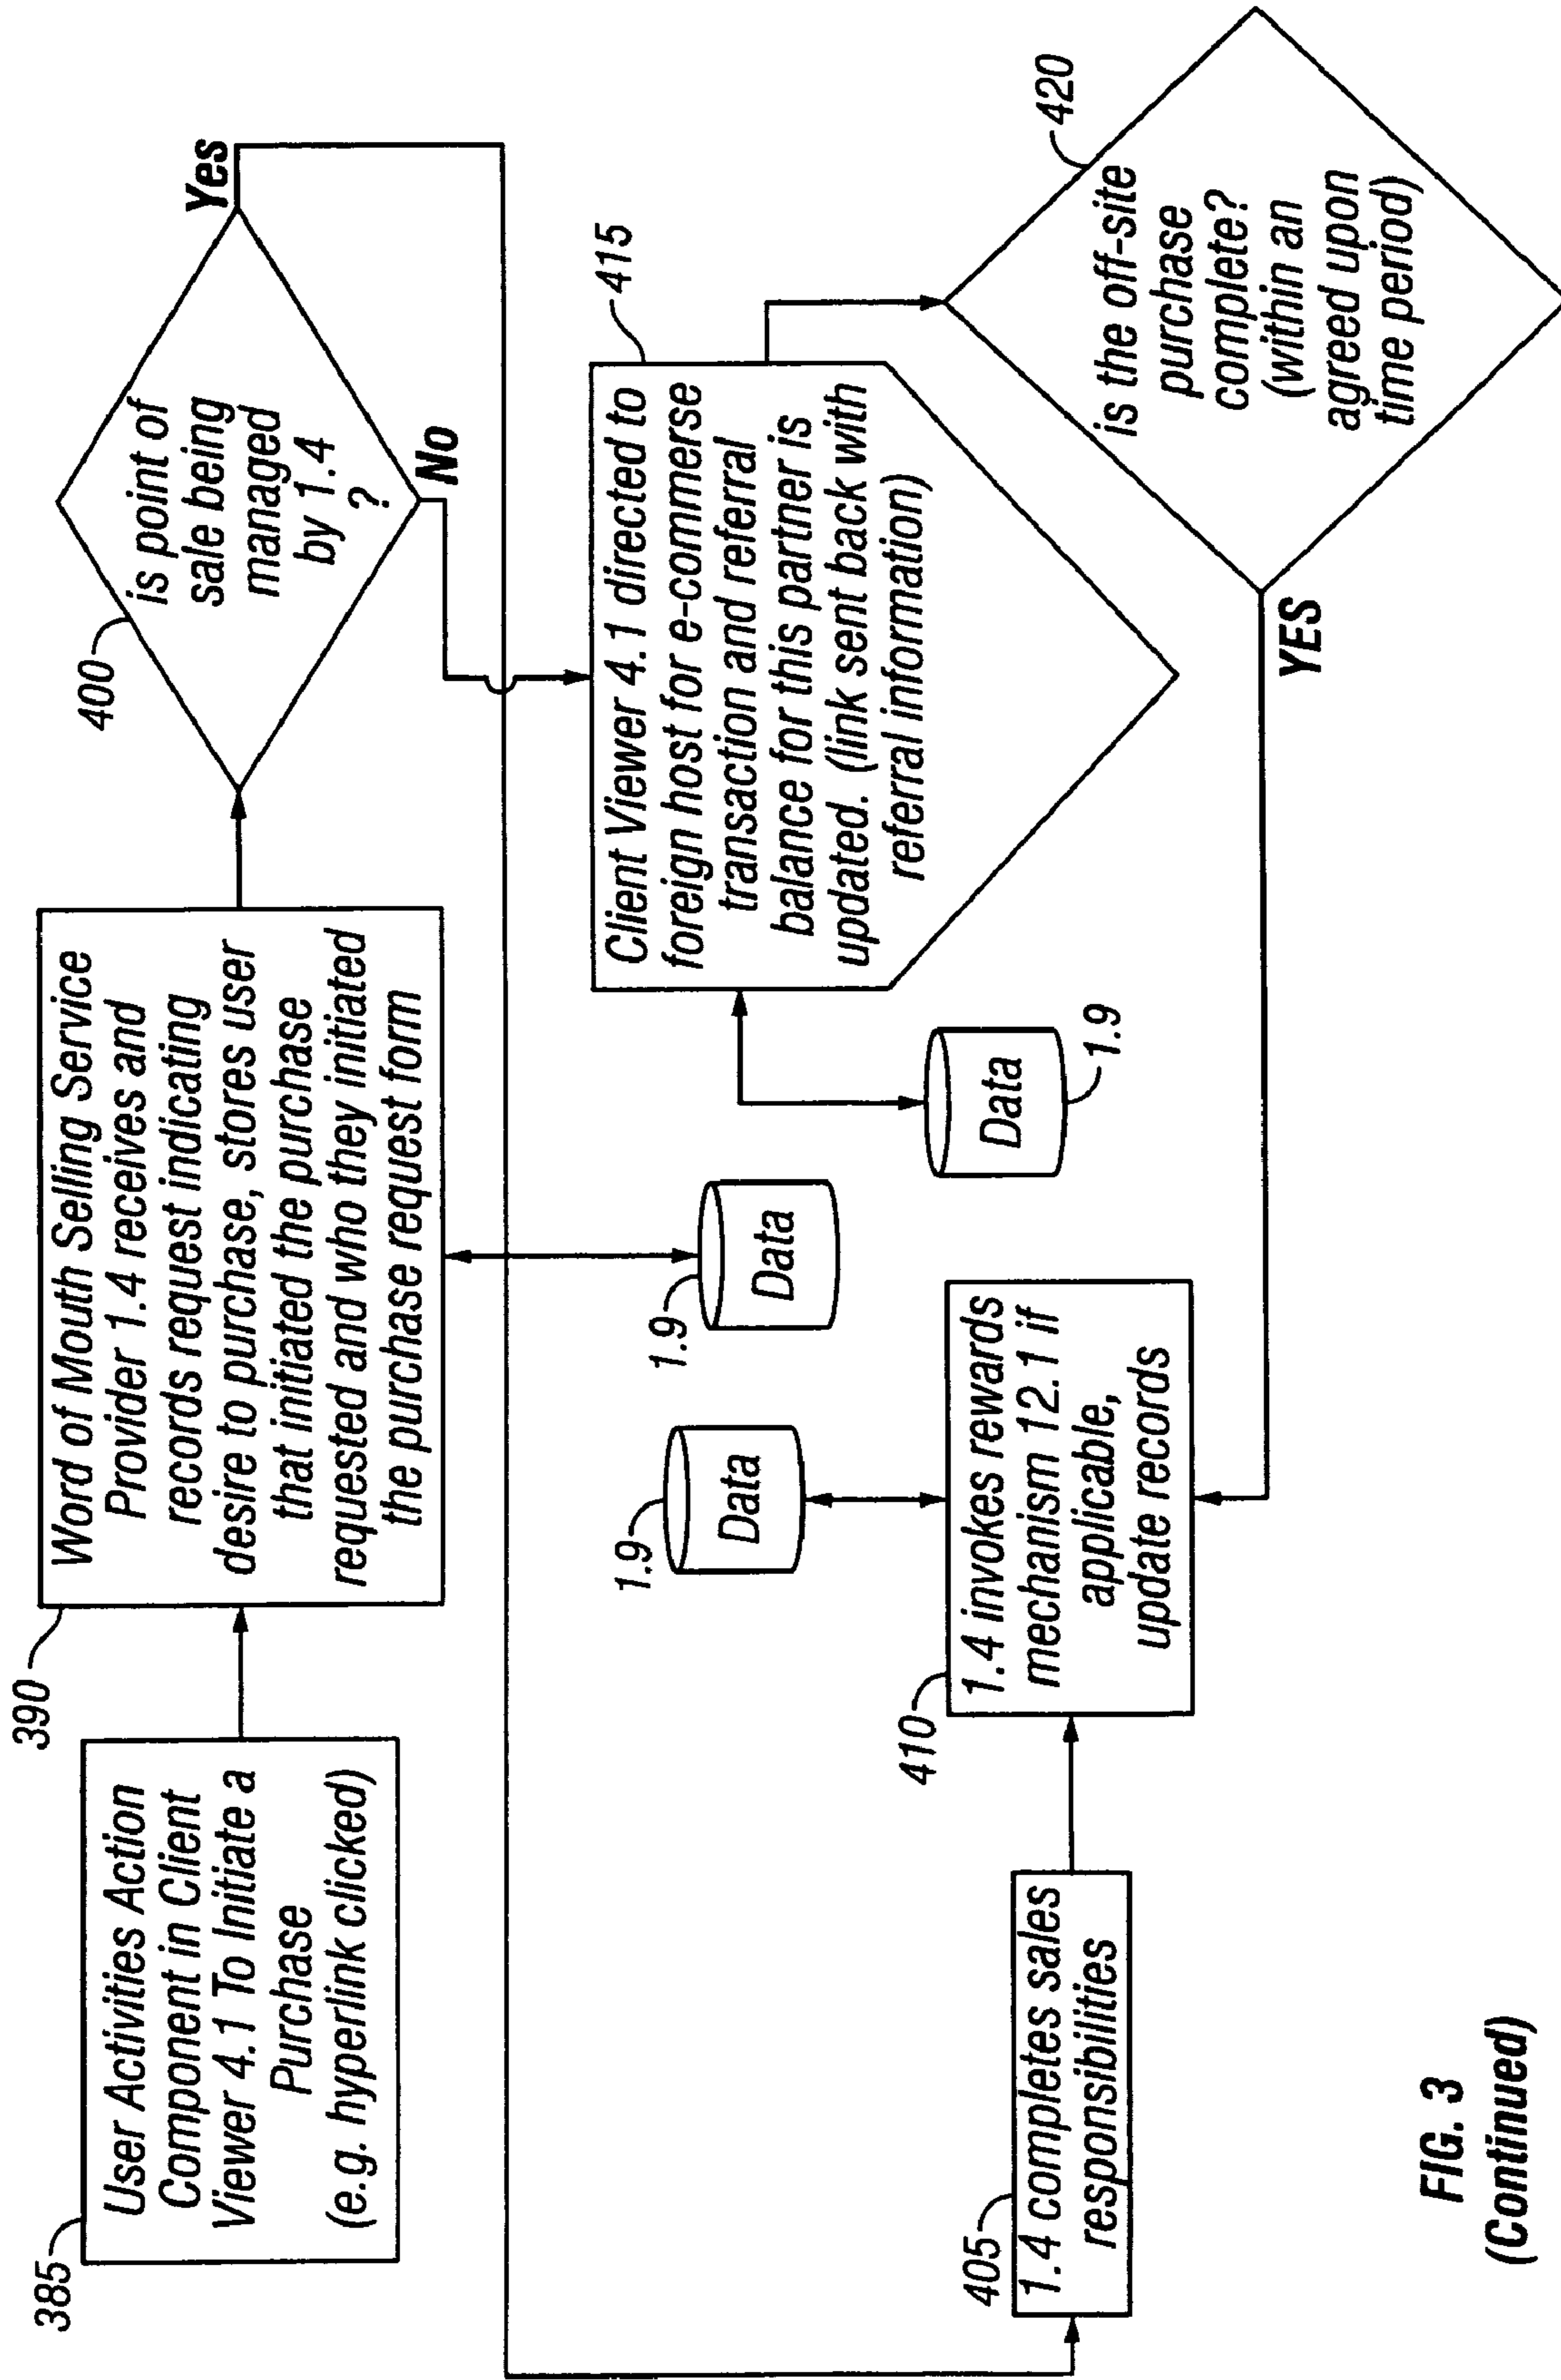 385
User Activities Action
Component in Client
Viewer 4.1 To Initiate a
Purchase
(e.g. hyperlink clicked)
390
Word of Mouth Selling Service
Provider 1.4 receives and
records request indicating
desire to purchase, stores user
that initiated the purchase
requested and who they initiated
the purchase request form
400
is point of
sale being
managed
by 1.4
?
Yes
No
1.9
Data
415
Client Viewer 4.1 directed to
foreign host for e-commerse
transaction and referral
balance for this partner is
updated. (link sent back with
referral information)
Data
1.9
420
is the off-site
purchase
complete?
(within an
agreed upon
time period)
YES
1.9
Data
405
1.4 completes sales
responsibilities
410
1.4 invokes rewards
mechanism 12.1 if
applicable,
update records
FIG. 3
(Continued)